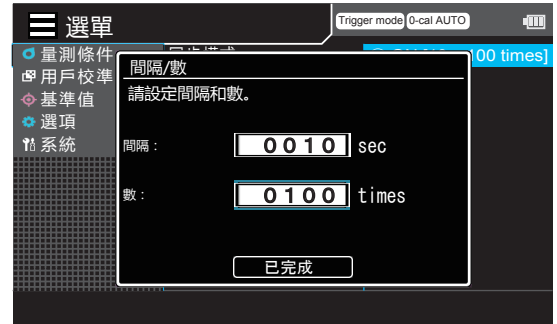 選單
Trigger mode
0-cal AUTO
量測條件
用戶校準
基準值
選項
系統
100 times]
間隔/數
請設定間隔和數。
間隔：
0010 sec
數：
0100 times
已完成